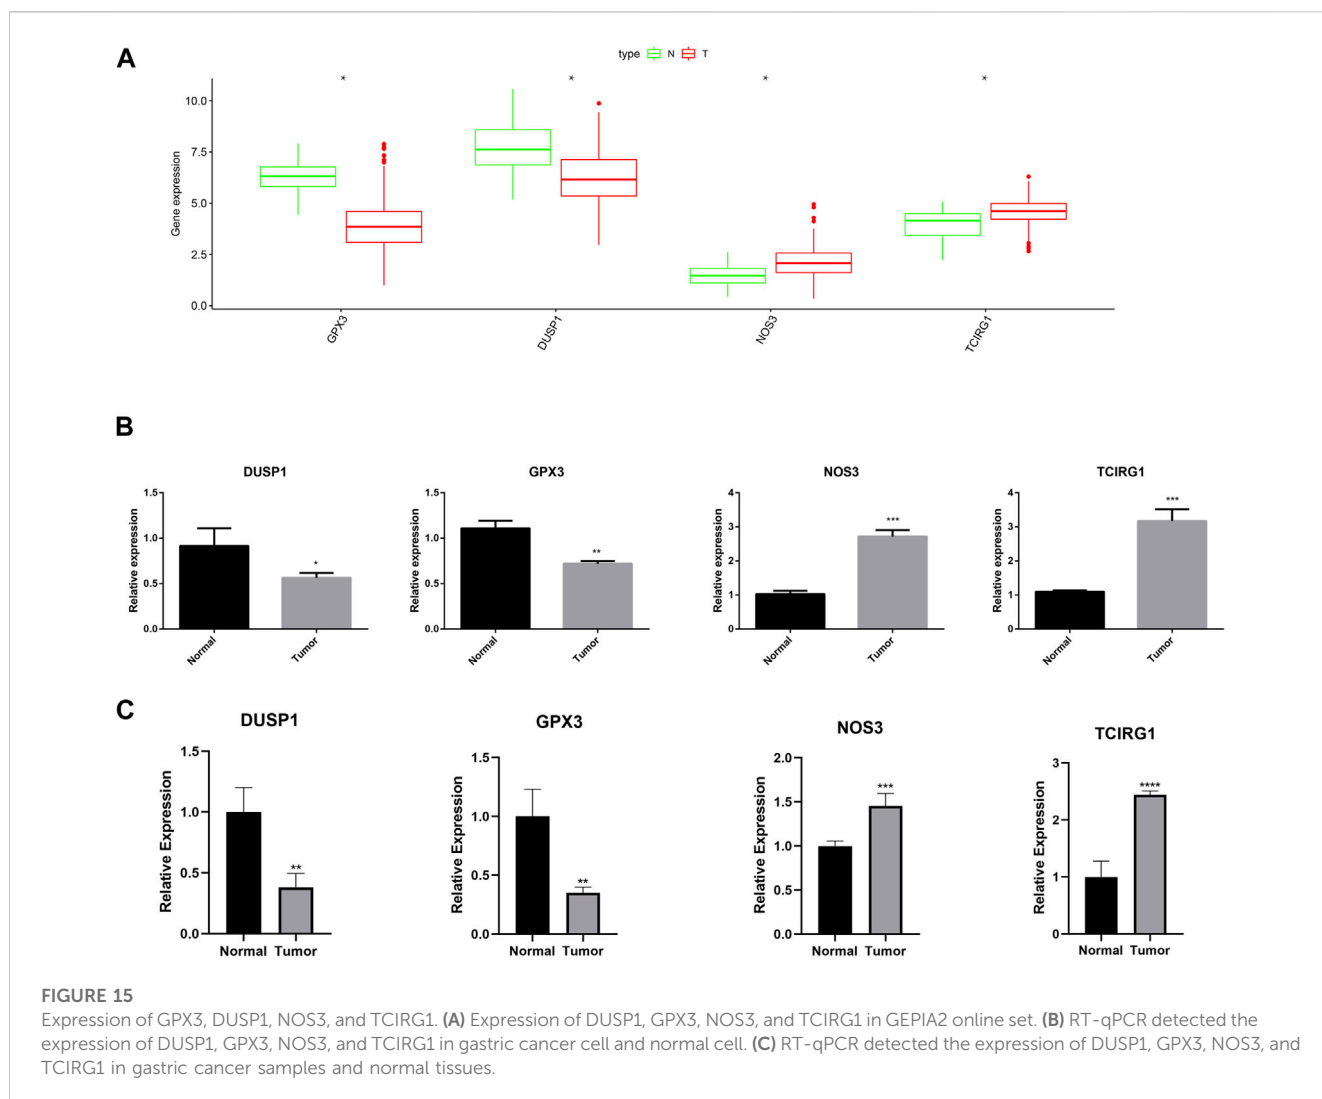 A
type N T
* * * *
Gene expression
10.0
7.5
5.0
2.5
0.0
GPX3 DUSP1 NOS3 TCIRG1
B
DUSP1
Relative expression
1.5
1.0
0.5
0.0
*
Normal Tumor
GPX3
Relative expression
1.5
1.0
0.5
0.0
**
Normal Tumor
NOS3
Relative expression
4
3
2
1
0
***
Normal Tumor
TCIRG1
Relative expression
4
3
2
1
0
***
Normal Tumor
C
DUSP1
Relative Expression
1.5
1.0
0.5
0.0
**
Normal Tumor
GPX3
Relative Expression
1.5
1.0
0.5
0.0
**
Normal Tumor
NOS3
Relative Expression
2.0
1.5
1.0
0.5
0.0
***
Normal Tumor
TCIRG1
Relative Expression
3
2
1
0
****
Normal Tumor
FIGURE 15
Expression of GPX3, DUSP1, NOS3, and TCIRG1. (A) Expression of DUSP1, GPX3, NOS3, and TCIRG1 in GEPIA2 online set. (B) RT-qPCR detected the
expression of DUSP1, GPX3, NOS3, and TCIRG1 in gastric cancer cell and normal cell. (C) RT-qPCR detected the expression of DUSP1, GPX3, NOS3, and
TCIRG1 in gastric cancer samples and normal tissues.